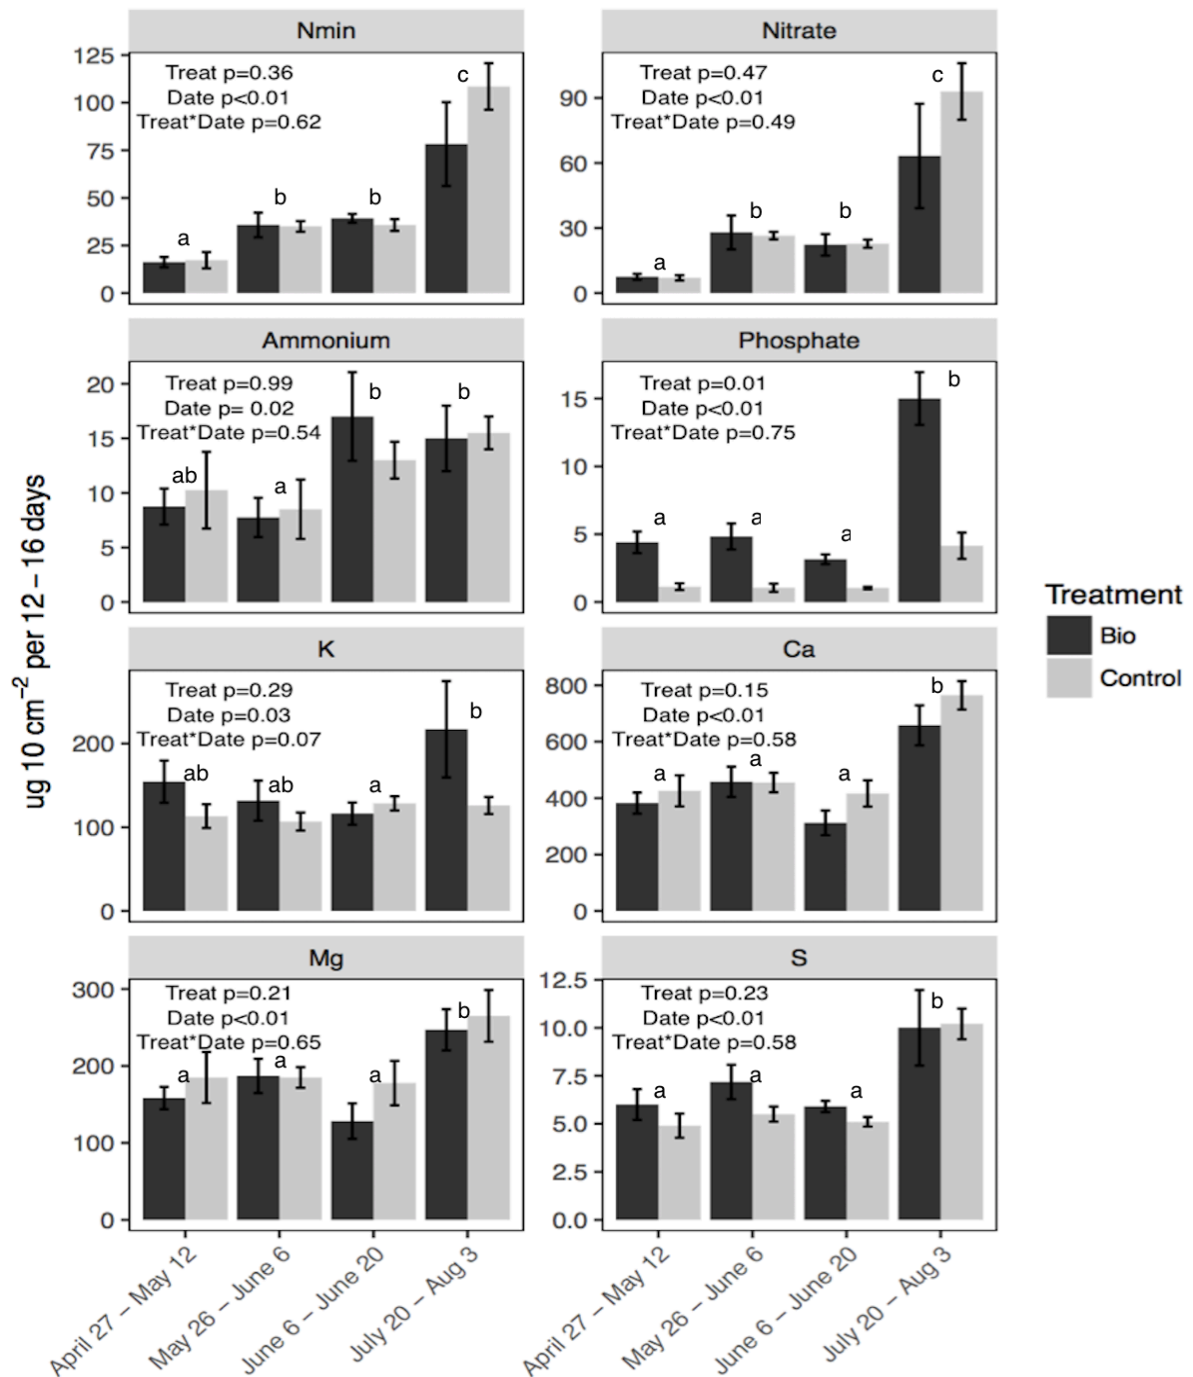 Nmin
125
100
75
50
25
0
Treat p=0.36
Date p<0.01
Treat*Date p=0.62
a
b
b
c
Nitrate
90
60
30
0
Treat p=0.47
Date p<0.01
Treat*Date p=0.49
a
b
b
c
Ammonium
20
15
10
5
0
Treat p=0.99
Date p= 0.02
Treat*Date p=0.54
ab
a
b
b
Phosphate
15
10
5
0
Treat p=0.01
Date p<0.01
Treat*Date p=0.75
a
a
a
b
K
200
100
0
Treat p=0.29
Date p=0.03
Treat*Date p=0.07
ab
ab
a
b
Ca
800
600
400
200
0
Treat p=0.15
Date p<0.01
Treat*Date p=0.58
a
a
a
b
Mg
300
200
100
0
Treat p=0.21
Date p<0.01
Treat*Date p=0.65
a
a
a
b
S
12.5
10.0
7.5
5.0
2.5
0.0
Treat p=0.23
Date p<0.01
Treat*Date p=0.58
a
a
a
b
April 27 – May 12
May 26 – June 6
June 6 – June 20
July 20 – Aug 3
April 27 – May 12
May 26 – June 6
June 6 – June 20
July 20 – Aug 3
ug 10 cm⁻² per 12 – 16 days
Treatment
Bio
Control